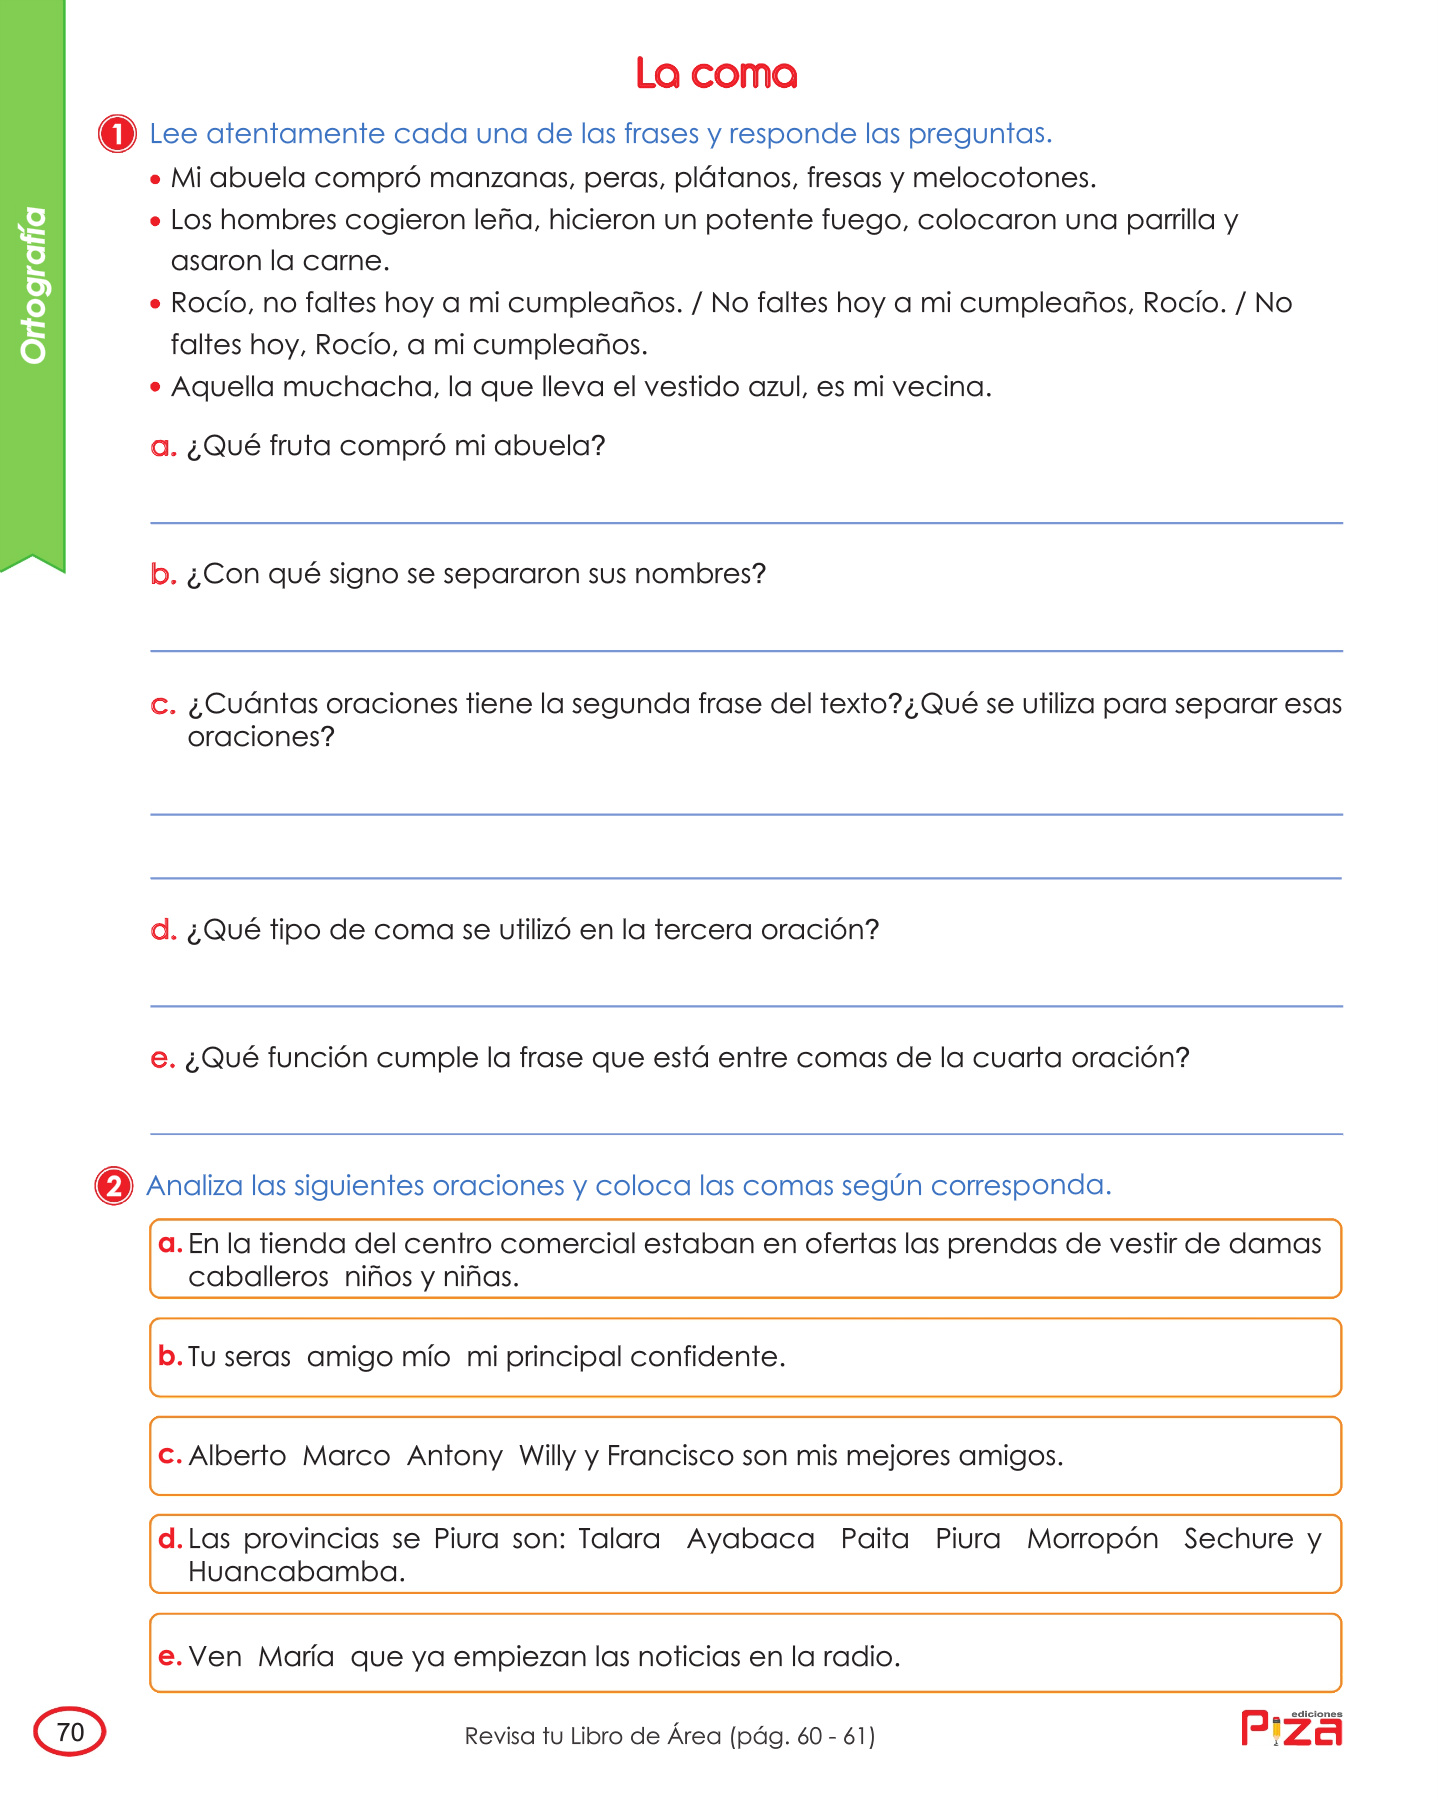 La coma
Ortografía
1 Lee atentamente cada una de las frases y responde las preguntas.
• Mi abuela compró manzanas, peras, plátanos, fresas y melocotones.
• Los hombres cogieron leña, hicieron un potente fuego, colocaron una parrilla y
asaron la carne.
• Rocío, no faltes hoy a mi cumpleaños. / No faltes hoy a mi cumpleaños, Rocío. / No
faltes hoy, Rocío, a mi cumpleaños.
• Aquella muchacha, la que lleva el vestido azul, es mi vecina.
a. ¿Qué fruta compró mi abuela?
b. ¿Con qué signo se separaron sus nombres?
c. ¿Cuántas oraciones tiene la segunda frase del texto?¿Qué se utiliza para separar esas
oraciones?
d. ¿Qué tipo de coma se utilizó en la tercera oración?
e. ¿Qué función cumple la frase que está entre comas de la cuarta oración?
2 Analiza las siguientes oraciones y coloca las comas según corresponda.
a. En la tienda del centro comercial estaban en ofertas las prendas de vestir de damas
caballeros niños y niñas.
b. Tu seras amigo mío mi principal confidente.
c. Alberto Marco Antony Willy y Francisco son mis mejores amigos.
d. Las provincias se Piura son: Talara Ayabaca Paita Piura Morropón Sechure y
Huancabamba.
e. Ven María que ya empiezan las noticias en la radio.
70
Revisa tu Libro de Área (pág. 60 - 61)
ediciones
Piza